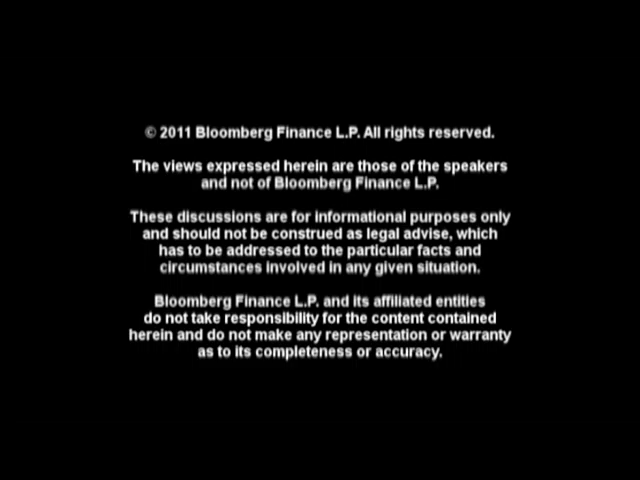 © 2011 Bloomberg Finance L.P. All rights reserved.
The views expressed herein are those of the speakers
and not of Bloomberg Finance L.P.
These discussions are for informational purposes only
and should not be construed as legal advise, which
has to be addressed to the particular facts and
circumstances involved in any given situation.
Bloomberg Finance L.P. and its affiliated entities
do not take responsibility for the content contained
herein and do not make any representation or warranty
as to its completeness or accuracy.